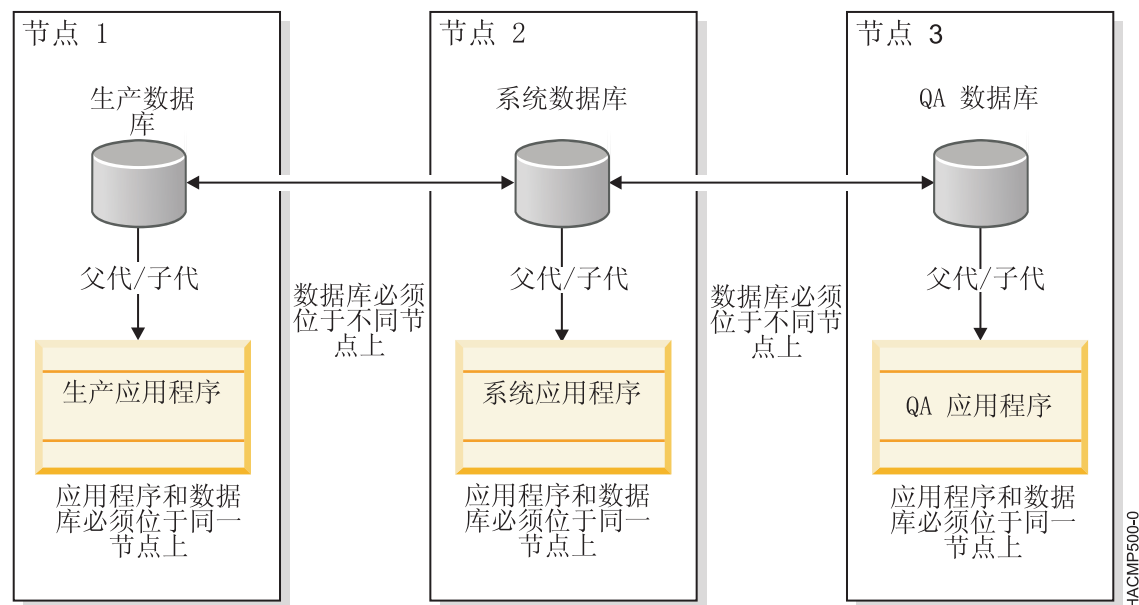 节点 1
生产数据
库
父代/子代
生产应用程序
应用程序和数据
库必须位于同一
节点上
数据库必须
位于不同节
点上
节点 2
系统数据库
父代/子代
系统应用程序
应用程序和数据
库必须位于同一
节点上
数据库必须
位于不同节
点上
节点 3
QA 数据库
父代/子代
QA 应用程序
应用程序和数据
库必须位于同一
节点上
HACMP500-0